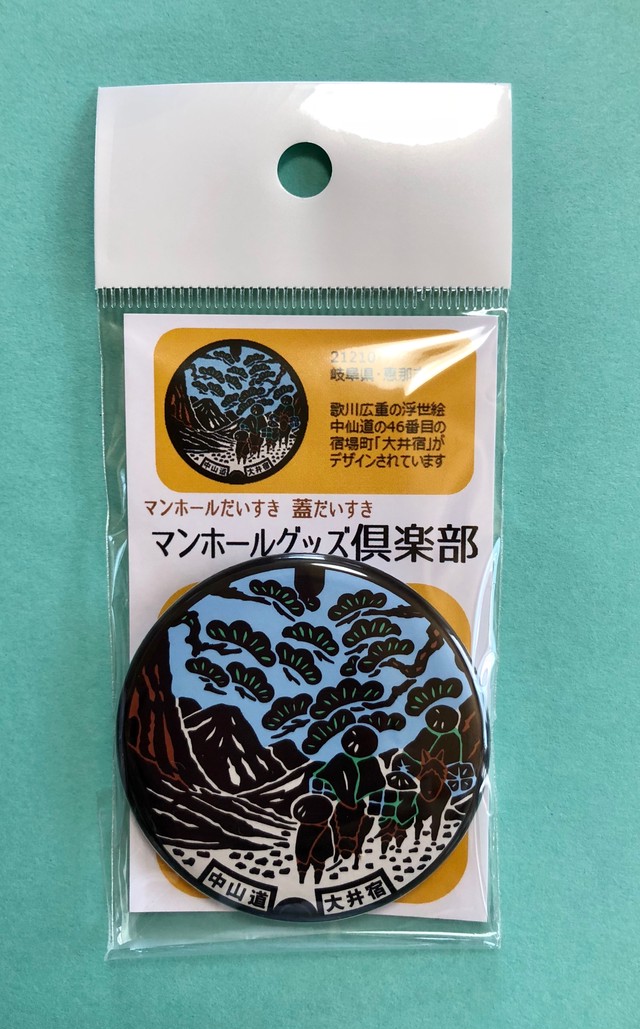 21210
岐阜県・恵那
歌川広重の浮世絵
中仙道の46番目の
宿場町「大井宿」が
デザインされています
中山道 大井宿
マンホールだいすき 蓋だいすき
マンホールグッズ倶楽部
中山道 大井宿